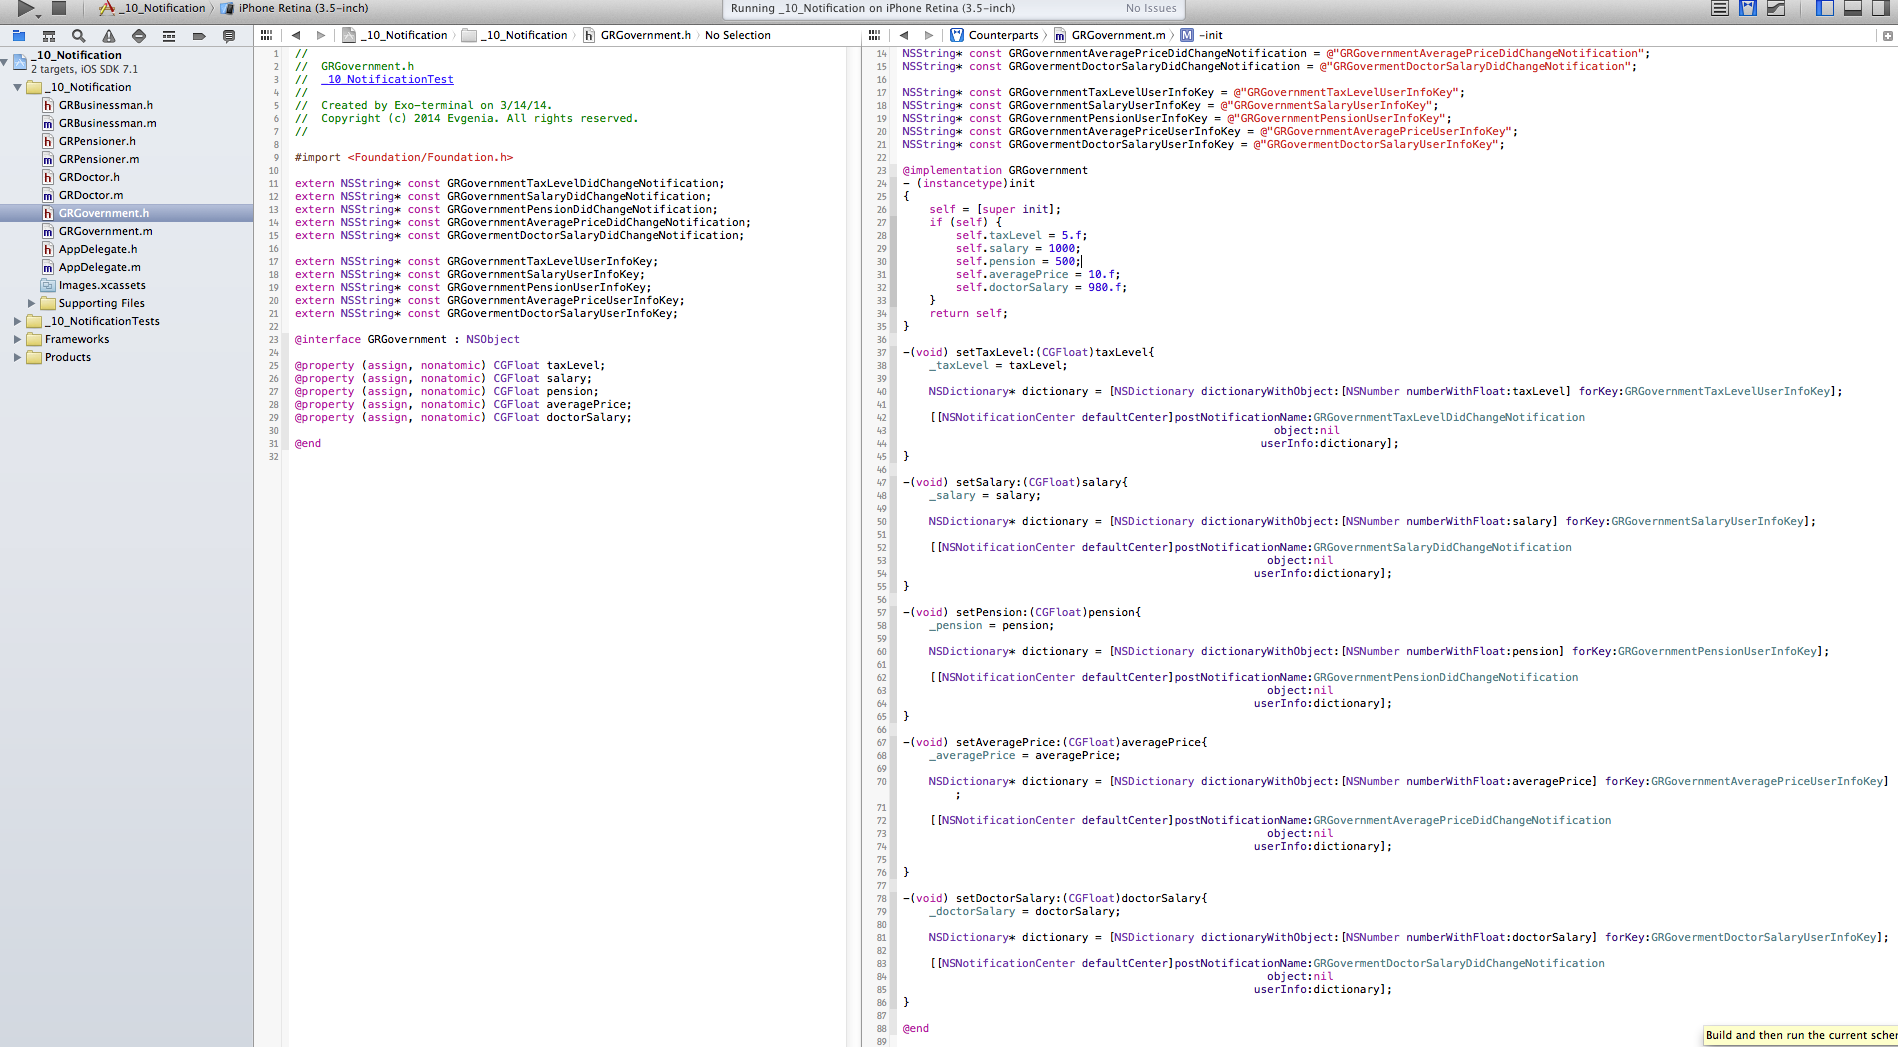 Running _10_Notification on iPhone Retina (3.5-inch) No Issues
_10_Notification iPhone Retina (3.5-inch)
_10_Notification
2 targets, iOS SDK 7.1
_10_Notification
GRBusinessman.h
GRBusinessman.m
GRPensioner.h
GRPensioner.m
GRDoctor.h
GRDoctor.m
GRGovernment.h
GRGovernment.m
AppDelegate.h
AppDelegate.m
Images.xcassets
Supporting Files
_10_NotificationTests
Frameworks
Products
_10_Notification _10_Notification GRGovernment.h No Selection
1 //
2 //  GRGovernment.h
3 //  _10_NotificationTest
4 //
5 //  Created by Exo-terminal on 3/14/14.
6 //  Copyright (c) 2014 Evgenia. All rights reserved.
7 //
8
9 #import <Foundation/Foundation.h>
10
11 extern NSString* const GRGovernmentTaxLevelDidChangeNotification;
12 extern NSString* const GRGovernmentSalaryDidChangeNotification;
13 extern NSString* const GRGovernmentPensionDidChangeNotification;
14 extern NSString* const GRGovernmentAveragePriceDidChangeNotification;
15 extern NSString* const GRGovermentDoctorSalaryDidChangeNotification;
16
17 extern NSString* const GRGovernmentTaxLevelUserInfoKey;
18 extern NSString* const GRGovernmentSalaryUserInfoKey;
19 extern NSString* const GRGovernmentPensionUserInfoKey;
20 extern NSString* const GRGovernmentAveragePriceUserInfoKey;
21 extern NSString* const GRGovermentDoctorSalaryUserInfoKey;
22
23 @interface GRGovernment : NSObject
24
25 @property (assign, nonatomic) CGFloat taxLevel;
26 @property (assign, nonatomic) CGFloat salary;
27 @property (assign, nonatomic) CGFloat pension;
28 @property (assign, nonatomic) CGFloat averagePrice;
29 @property (assign, nonatomic) CGFloat doctorSalary;
30
31 @end
32
Counterparts GRGovernment.m M -init
14 NSString* const GRGovernmentAveragePriceDidChangeNotification = @"GRGovernmentAveragePriceDidChangeNotification";
15 NSString* const GRGovermentDoctorSalaryDidChangeNotification = @"GRGovermentDoctorSalaryDidChangeNotification";
16
17 NSString* const GRGovernmentTaxLevelUserInfoKey = @"GRGovernmentTaxLevelUserInfoKey";
18 NSString* const GRGovernmentSalaryUserInfoKey = @"GRGovernmentSalaryUserInfoKey";
19 NSString* const GRGovernmentPensionUserInfoKey = @"GRGovernmentPensionUserInfoKey";
20 NSString* const GRGovernmentAveragePriceUserInfoKey = @"GRGovernmentAveragePriceUserInfoKey";
21 NSString* const GRGovermentDoctorSalaryUserInfoKey = @"GRGovermentDoctorSalaryUserInfoKey";
22
23 @implementation GRGovernment
24 - (instancetype)init
25 {
26     self = [super init];
27     if (self) {
28         self.taxLevel = 5.f;
29         self.salary = 1000;
30         self.pension = 500;
31         self.averagePrice = 10.f;
32         self.doctorSalary = 980.f;
33     }
34     return self;
35 }
36
37 -(void) setTaxLevel:(CGFloat)taxLevel{
38     _taxLevel = taxLevel;
39
40     NSDictionary* dictionary = [NSDictionary dictionaryWithObject:[NSNumber numberWithFloat:taxLevel] forKey:GRGovernmentTaxLevelUserInfoKey];
41
42     [[NSNotificationCenter defaultCenter]postNotificationName:GRGovernmentTaxLevelDidChangeNotification
43 object:nil
44 userInfo:dictionary];
45 }
46
47 -(void) setSalary:(CGFloat)salary{
48     _salary = salary;
49
50     NSDictionary* dictionary = [NSDictionary dictionaryWithObject:[NSNumber numberWithFloat:salary] forKey:GRGovernmentSalaryUserInfoKey];
51
52     [[NSNotificationCenter defaultCenter]postNotificationName:GRGovernmentSalaryDidChangeNotification
53 object:nil
54 userInfo:dictionary];
55 }
56
57 -(void) setPension:(CGFloat)pension{
58     _pension = pension;
59
60     NSDictionary* dictionary = [NSDictionary dictionaryWithObject:[NSNumber numberWithFloat:pension] forKey:GRGovernmentPensionUserInfoKey];
61
62     [[NSNotificationCenter defaultCenter]postNotificationName:GRGovernmentPensionDidChangeNotification
63 object:nil
64 userInfo:dictionary];
65 }
66
67 -(void) setAveragePrice:(CGFloat)averagePrice{
68     _averagePrice = averagePrice;
69
70     NSDictionary* dictionary = [NSDictionary dictionaryWithObject:[NSNumber numberWithFloat:averagePrice] forKey:GRGovernmentAveragePriceUserInfoKey]
;
71
72     [[NSNotificationCenter defaultCenter]postNotificationName:GRGovernmentAveragePriceDidChangeNotification
73 object:nil
74 userInfo:dictionary];
75
76 }
77
78 -(void) setDoctorSalary:(CGFloat)doctorSalary{
79     _doctorSalary = doctorSalary;
80
81     NSDictionary* dictionary = [NSDictionary dictionaryWithObject:[NSNumber numberWithFloat:doctorSalary] forKey:GRGovermentDoctorSalaryUserInfoKey];
82
83     [[NSNotificationCenter defaultCenter]postNotificationName:GRGovermentDoctorSalaryDidChangeNotification
84 object:nil
85 userInfo:dictionary];
86 }
87
88 @end
89
Build and then run the current scher